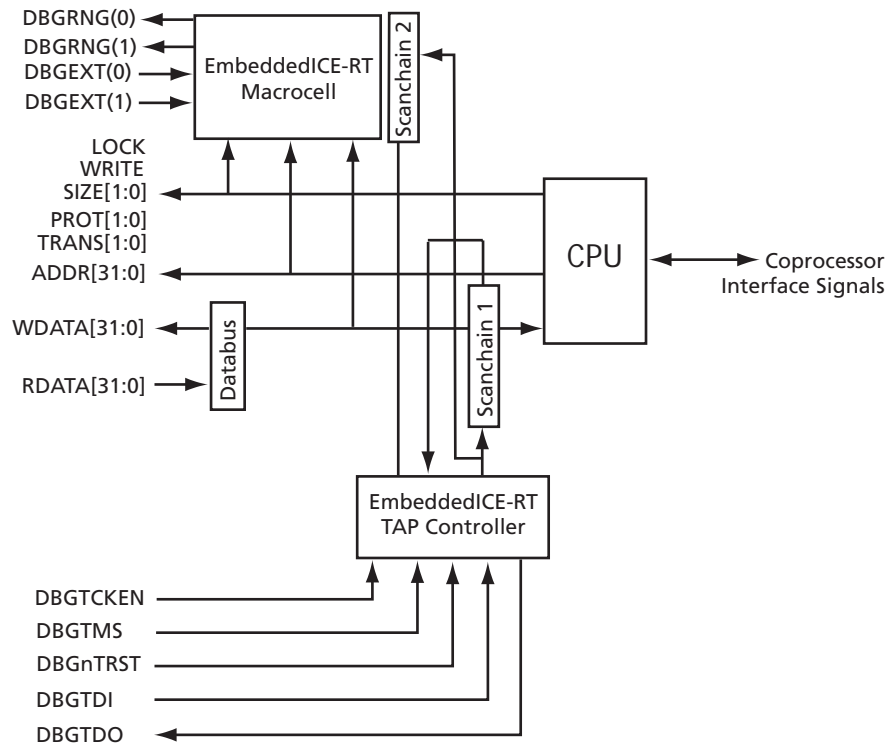 DBGRNG(0)
DBGRNG(1)
DBGEXT(0)
DBGEXT(1)
EmbeddedICE-RT
Macrocell
Scanchain 2
LOCK
WRITE
SIZE[1:0]
PROT[1:0]
TRANS[1:0]
ADDR[31:0]
WDATA[31:0]
RDATA[31:0]
Databus
Scanchain 1
CPU
Coprocessor
Interface Signals
EmbeddedICE-RT
TAP Controller
DBGTCKEN
DBGTMS
DBGnTRST
DBGTDI
DBGTDO